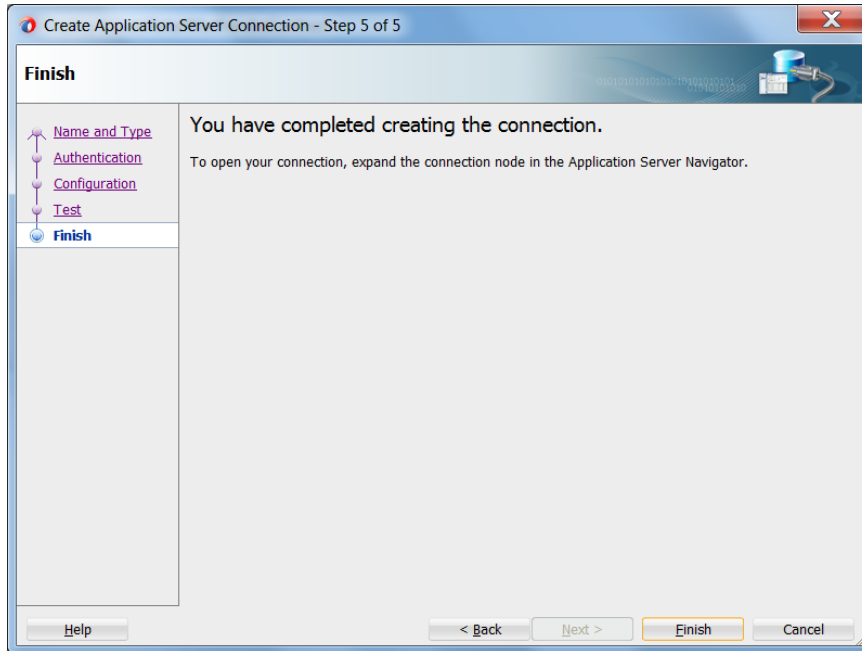 Create Application Server Connection - Step 5 of 5
Finish
Name and Type
Authentication
Configuration
Test
Finish
You have completed creating the connection.
To open your connection, expand the connection node in the Application Server Navigator.
Help
< Back
Next >
Finish
Cancel